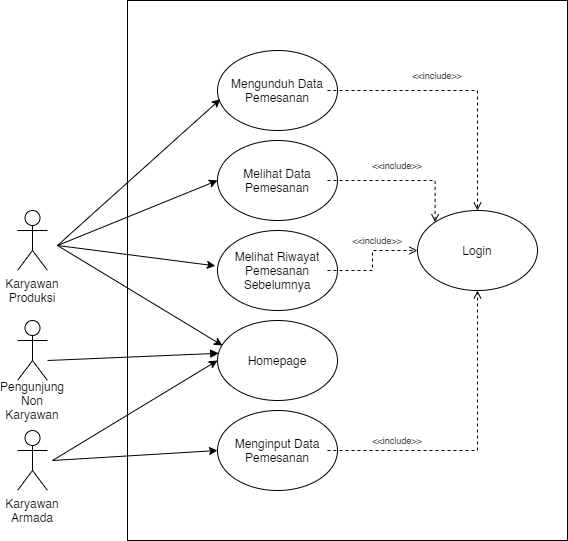 Mengunduh Data
Pemesanan
<<include>>
Melihat Data
Pemesanan
<<include>>
Karyawan
Produksi
Melihat Riwayat
Pemesanan
Sebelumnya
<<include>>
Login
Pengunjung
Non
Karyawan
Homepage
Karyawan
Armada
Menginput Data
Pemesanan
<<include>>